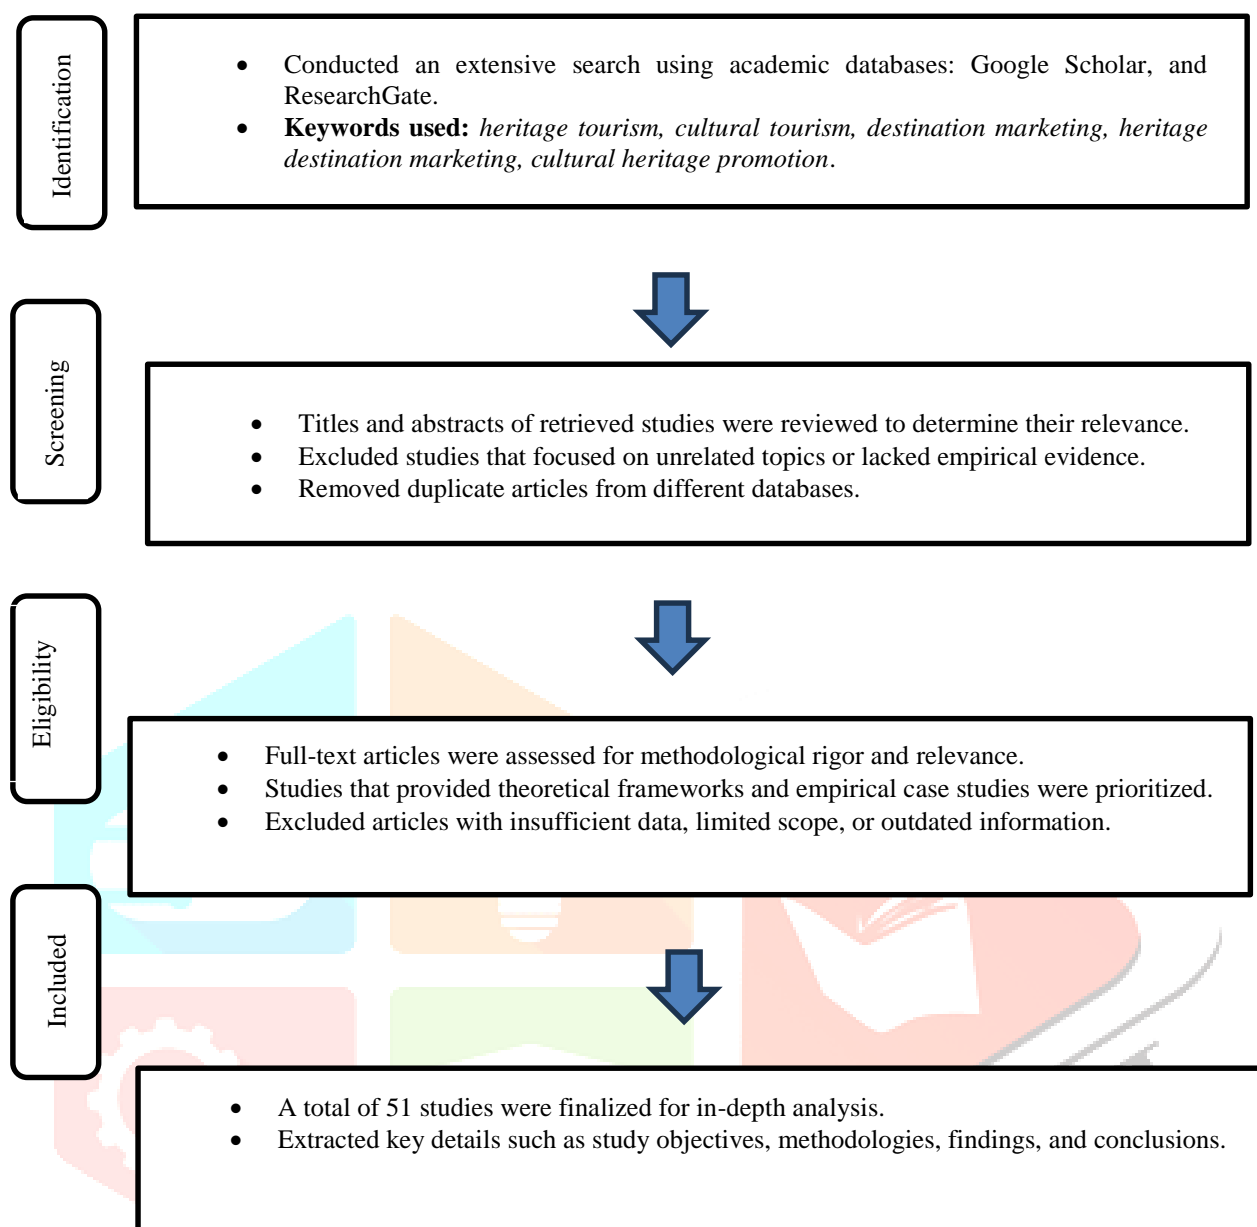 Identification
• Conducted an extensive search using academic databases: Google Scholar, and
ResearchGate.
• Keywords used: heritage tourism, cultural tourism, destination marketing, heritage
destination marketing, cultural heritage promotion.
Screening
• Titles and abstracts of retrieved studies were reviewed to determine their relevance.
• Excluded studies that focused on unrelated topics or lacked empirical evidence.
• Removed duplicate articles from different databases.
Eligibility
• Full-text articles were assessed for methodological rigor and relevance.
• Studies that provided theoretical frameworks and empirical case studies were prioritized.
• Excluded articles with insufficient data, limited scope, or outdated information.
Included
• A total of 51 studies were finalized for in-depth analysis.
• Extracted key details such as study objectives, methodologies, findings, and conclusions.